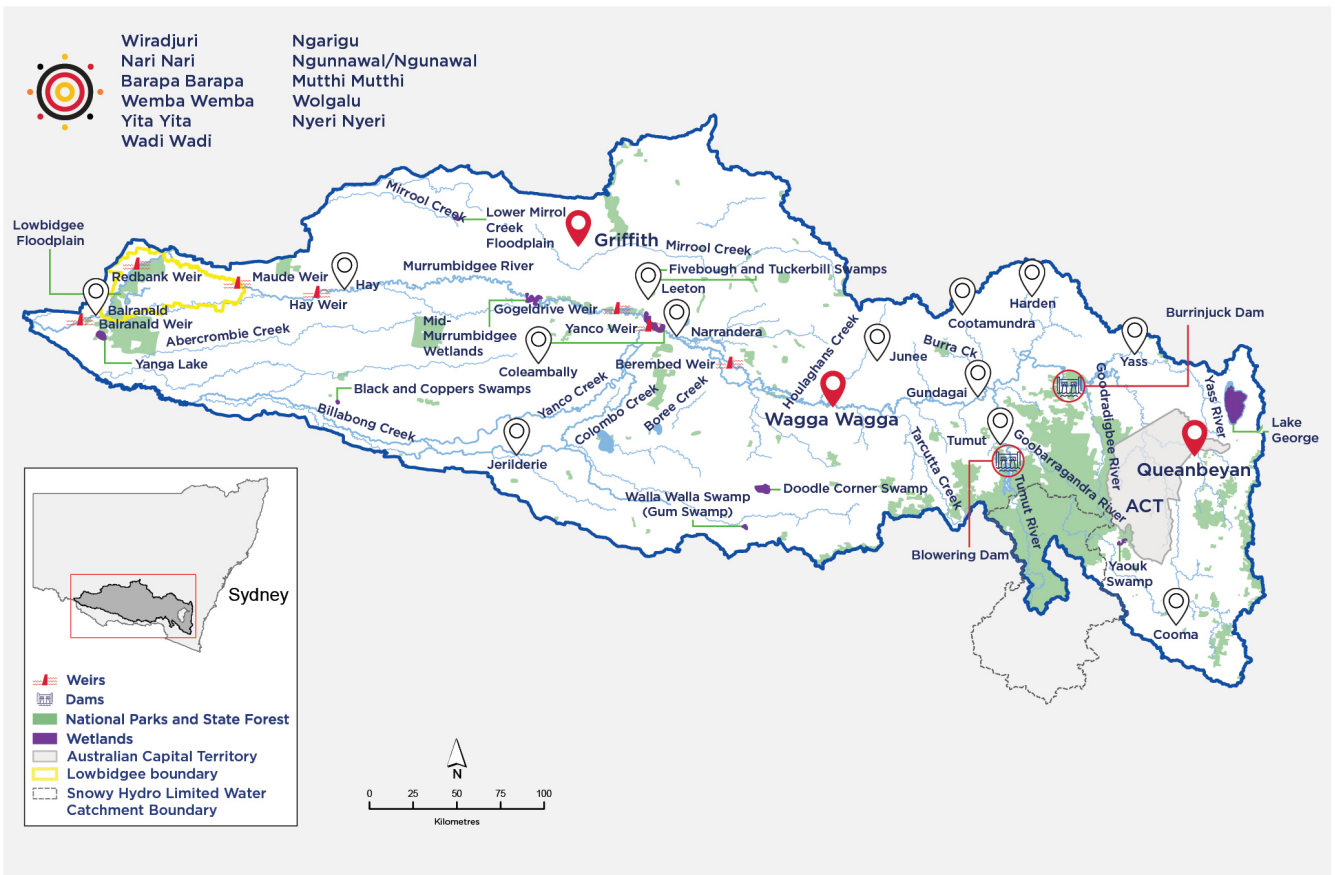 Wiradjuri
Nari Nari
Barapa Barapa
Wemba Wemba
Yita Yita
Wadi Wadi
Ngarigu
Ngunnawal/Ngunawal
Mutthi Mutthi
Wolgalu
Nyeri Nyeri
Mirrool Creek
Lower Mirrol
Creek
Floodplain
Griffith
Mirrool Creek
Lowbidgee
Floodplain
Redbank Weir
Maude Weir
Hay
Hay Weir
Murrumbidgee River
Fivebough and Tuckerbill Swamps
Leeton
Balranald
Balranald Weir
Abercrombie Creek
Yanga Lake
Gogeldrive Weir
Mid-
Murrumbidgee
Wetlands
Yanco Weir
Narrandera
Coleambally
Berembed Weir
Black and Coppers Swamps
Billabong Creek
Yanco Creek
Colombo Creek
Boree Creek
Jerilderie
Houlaghans Creek
Wagga Wagga
Junee
Cootamundra
Harden
Burra Ck
Gundagai
Yass
Burrinjuck Dam
Goodradigbee River
Yass River
Lake
George
Queanbeyan
ACT
Tumut
Goobarragandra River
Tumut River
Tarcutta Creek
Blowering Dam
Doodle Corner Swamp
Walla Walla Swamp
(Gum Swamp)
Yaouk
Swamp
Cooma
Sydney
Weirs
Dams
National Parks and State Forest
Wetlands
Australian Capital Territory
Lowbidgee boundary
Snowy Hydro Limited Water
Catchment Boundary
N
0 25 50 75 100
Kilometres